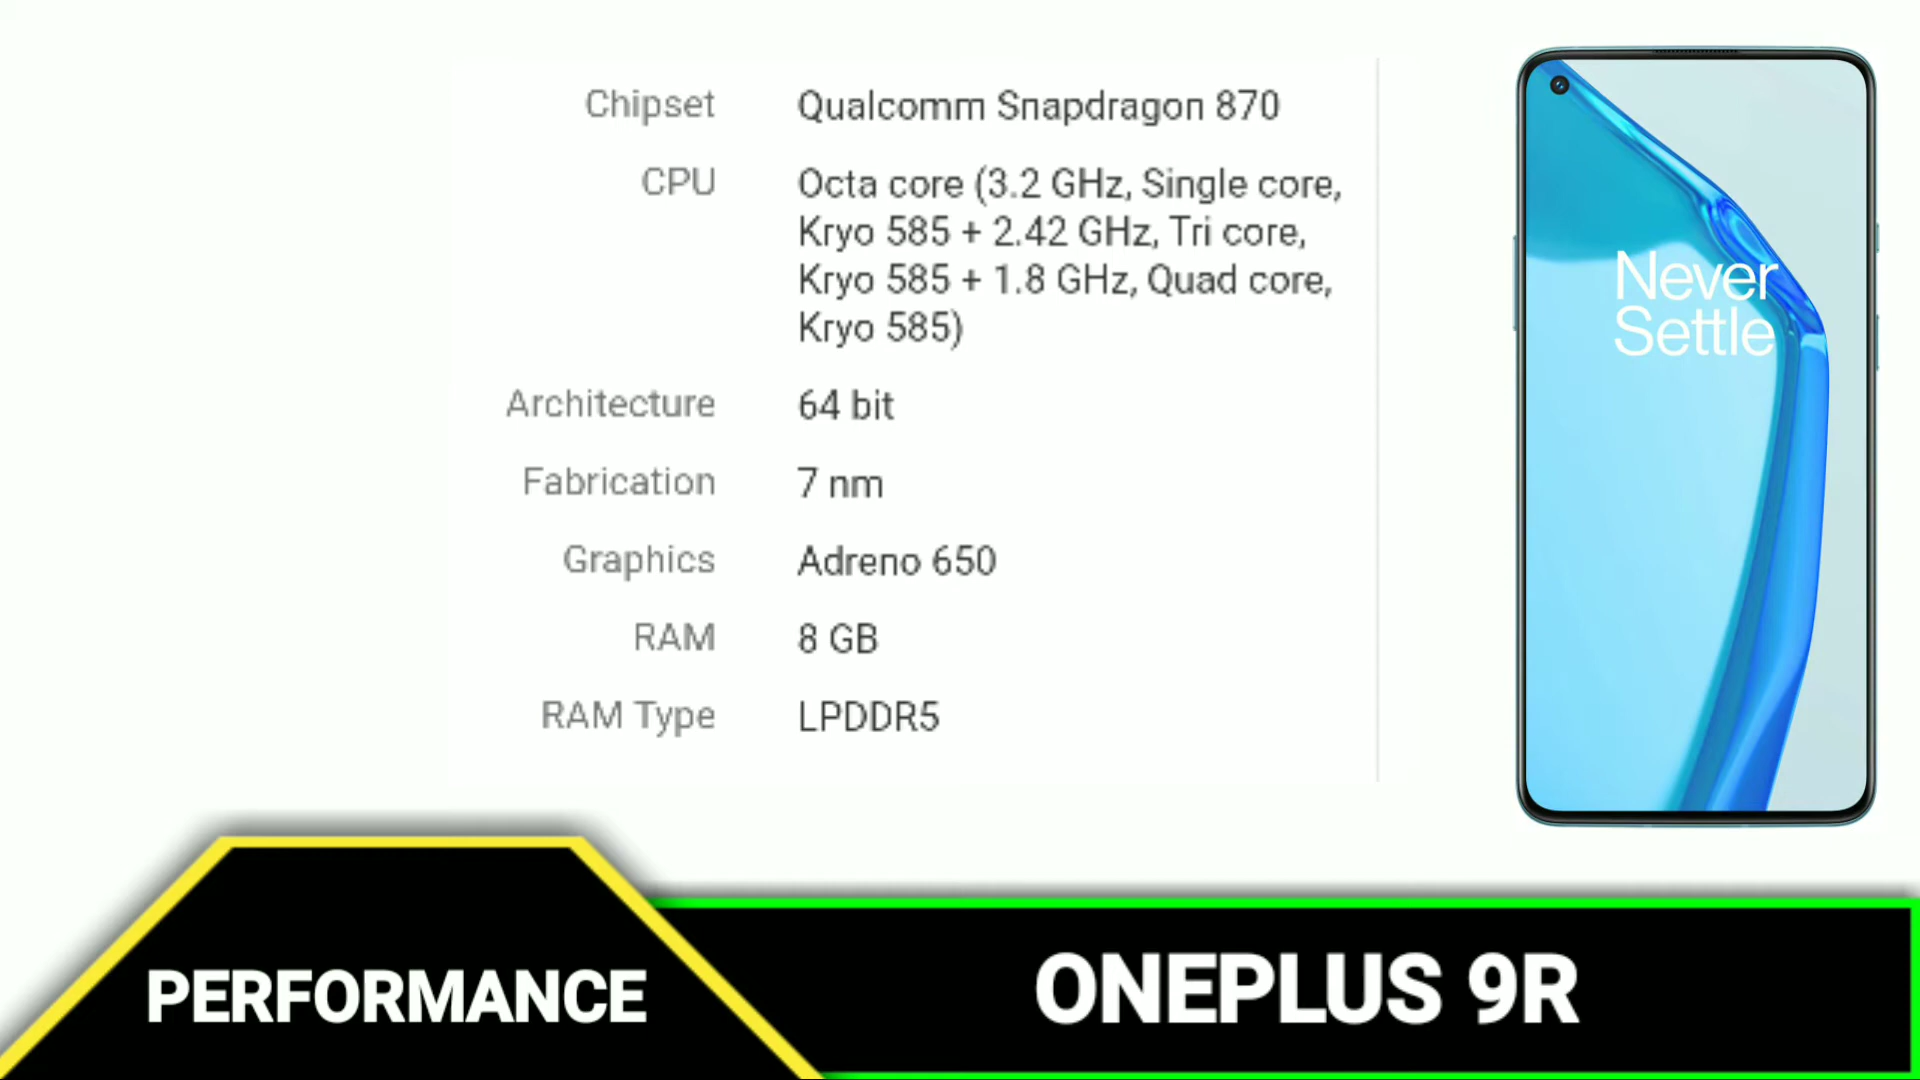 Chipset Qualcomm Snapdragon 870
CPU Octa core (3.2 GHz, Single core,
Kryo 585 + 2.42 GHz, Tri core,
Kryo 585 + 1.8 GHz, Quad core,
Kryo 585)
Architecture 64 bit
Fabrication 7 nm
Graphics Adreno 650
RAM 8 GB
RAM Type LPDDR5
Never
Settle
PERFORMANCE
ONEPLUS 9R